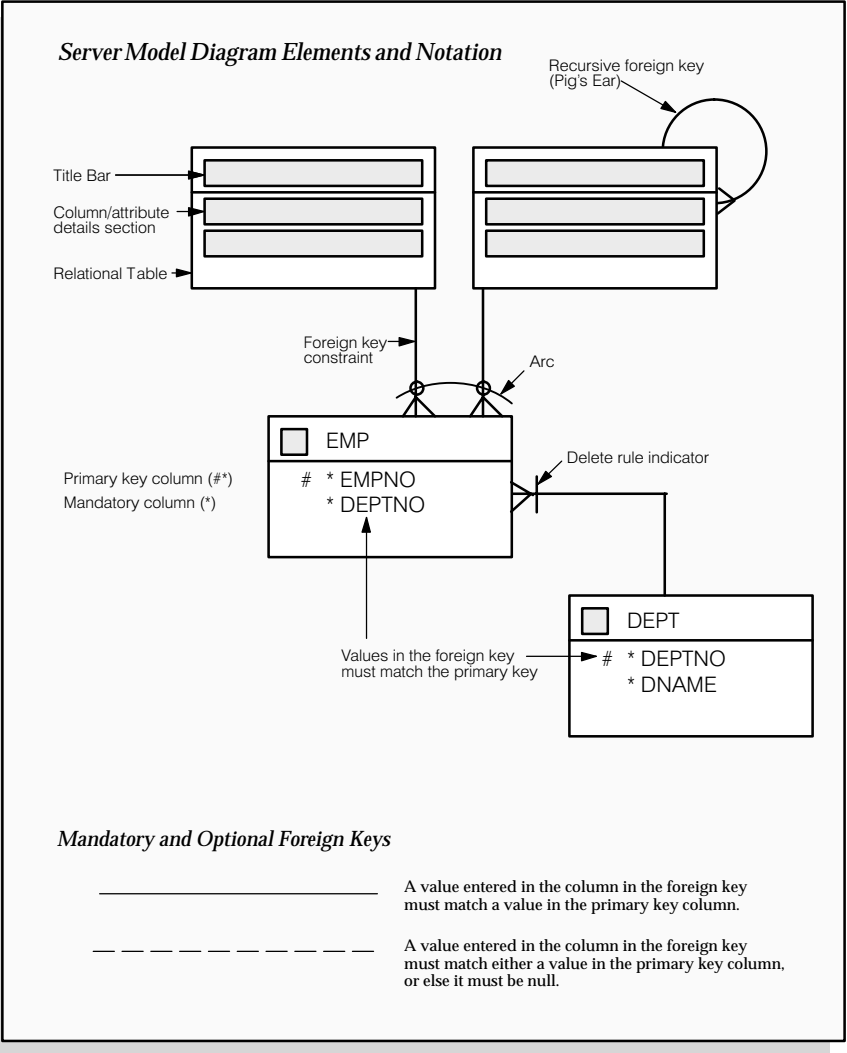 Server Model Diagram Elements and Notation
Recursive foreign key
(Pig's Ear)
Title Bar
Column/attribute
details section
Relational Table
Foreign key
constraint
Arc
EMP
Delete rule indicator
Primary key column (#*)
# * EMPNO
Mandatory column (*)
* DEPTNO
DEPT
Values in the foreign key
must match the primary key
# * DEPTNO
* DNAME
Mandatory and Optional Foreign Keys
A value entered in the column in the foreign key
must match a value in the primary key column.
A value entered in the column in the foreign key
must match either a value in the primary key column,
or else it must be null.